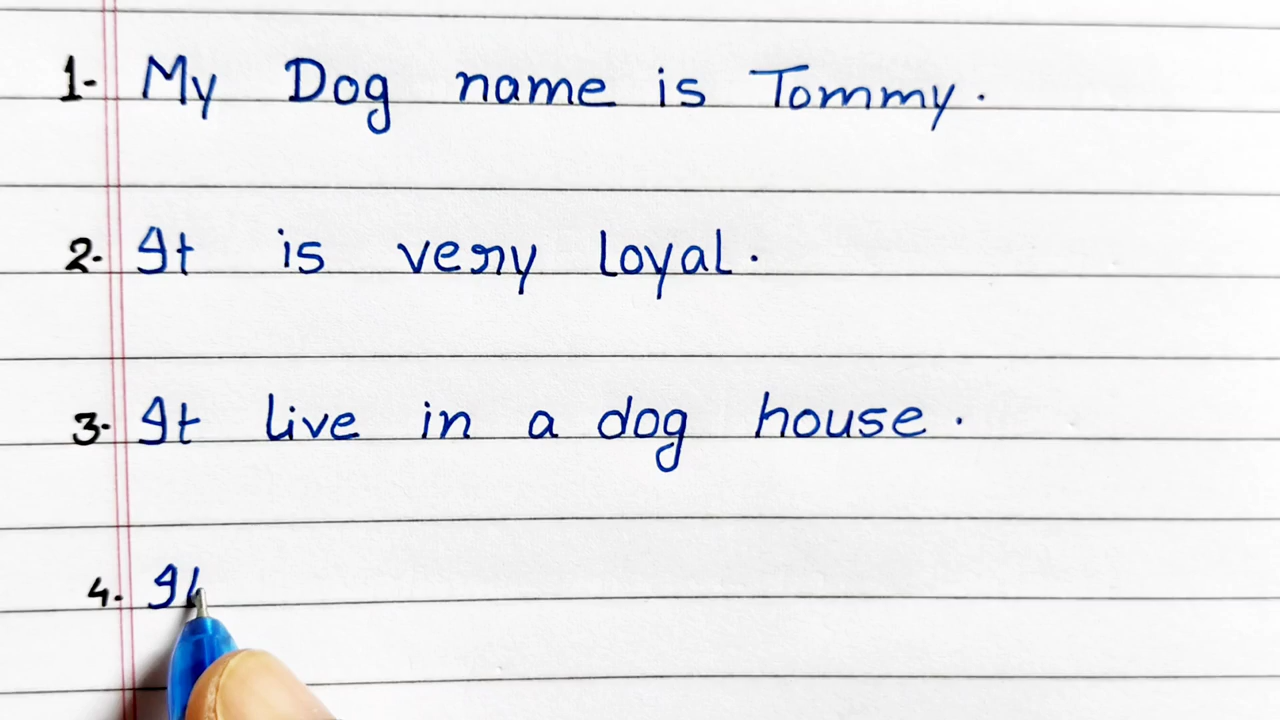 1- My Dog name is Tommy.
2- It is very loyal.
3- It live in a dog house.
4.